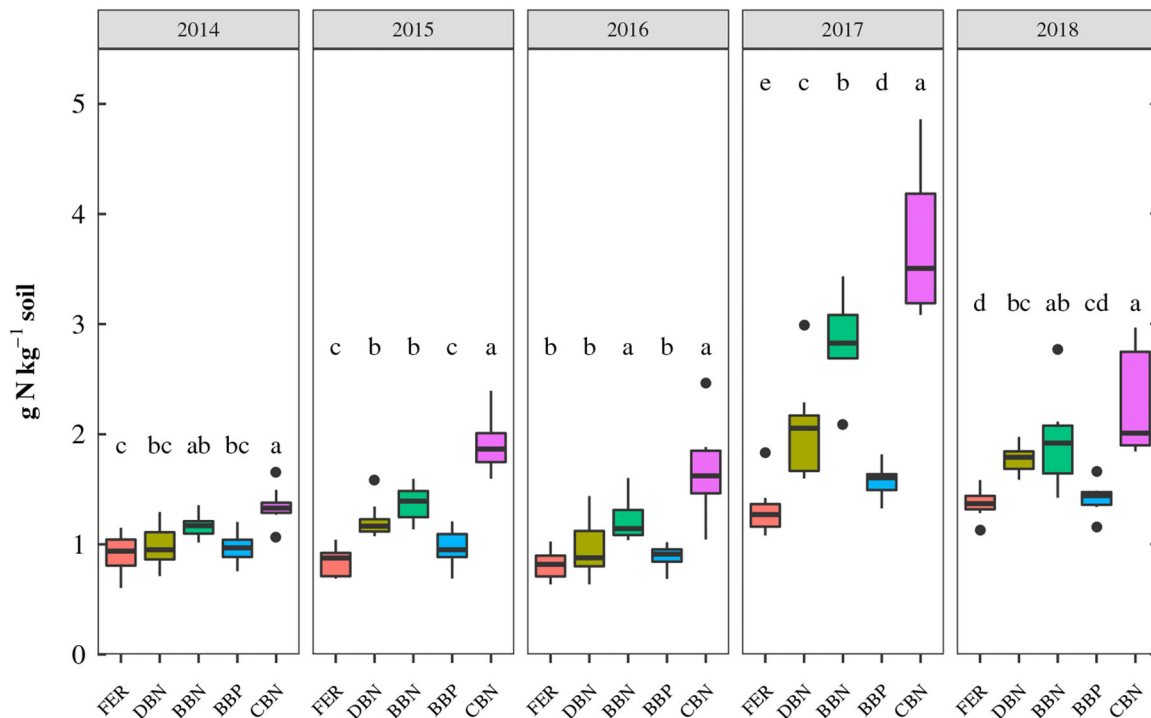 2014 2015 2016 2017 2018
g N kg⁻¹ soil
5
4
3
2
1
0
c bc ab bc a
c b b c a
b b a b a
e c b d a
d bc ab cd a
FER DBN BBN BBP CBN
FER DBN BBN BBP CBN
FER DBN BBN BBP CBN
FER DBN BBN BBP CBN
FER DBN BBN BBP CBN